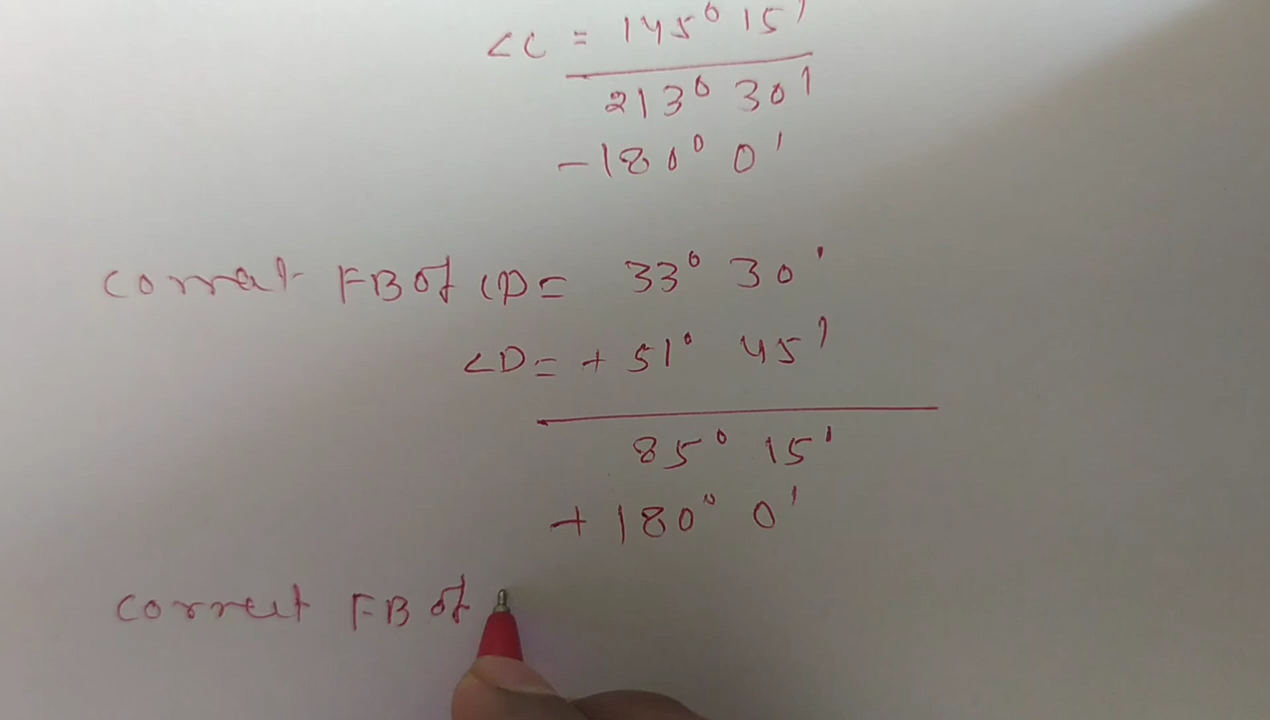 ∠C = 145° 15'
213° 30'
-180° 0'
correct FB of CD = 33° 30'
∠D = + 51° 45'
85° 15'
+ 180° 0'
correct FB of